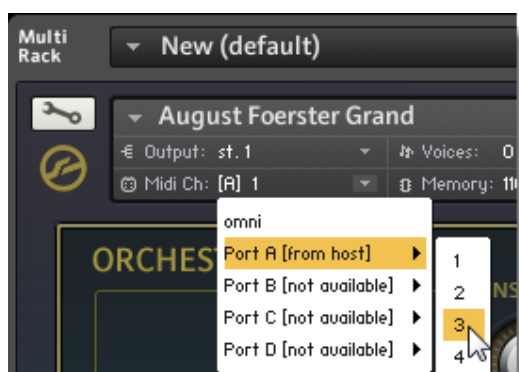 Multi
Rack
New (default)
August Foerster Grand
Output: st. 1
Voices: 0
Midi Ch: [A] 1
Memory:
omni
ORCHES
Port A [from host]
1
Port B [not available]
2
NS
Port C [not available]
3
Port D [not available]
4